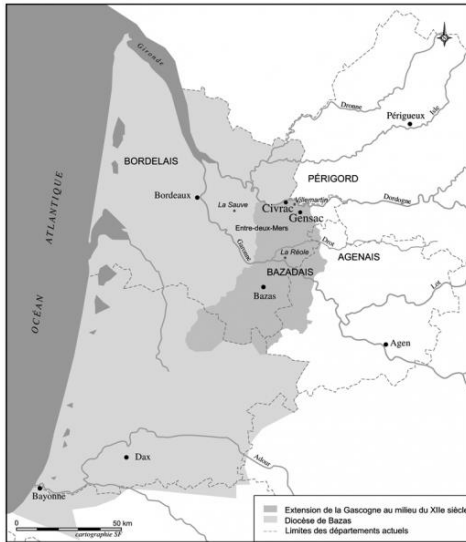 Gironde
Dronne
Isle
Périgueux
PÉRIGORD
BORDELAIS
ATLANTIQUE
OCÉAN
Bordeaux
La Sauve
Villemartin
Civrac
Dordogne
Gensac
Entre-deux-Mers
Garonne
Drot
La Réole
AGENAIS
BAZADAIS
Bazas
Lot
Agen
Dax
Adour
Bayonne
0 50 km
cartographie SF
Extension de la Gascogne au milieu du XIIe siècle
Diocèse de Bazas
Limites des départements actuels